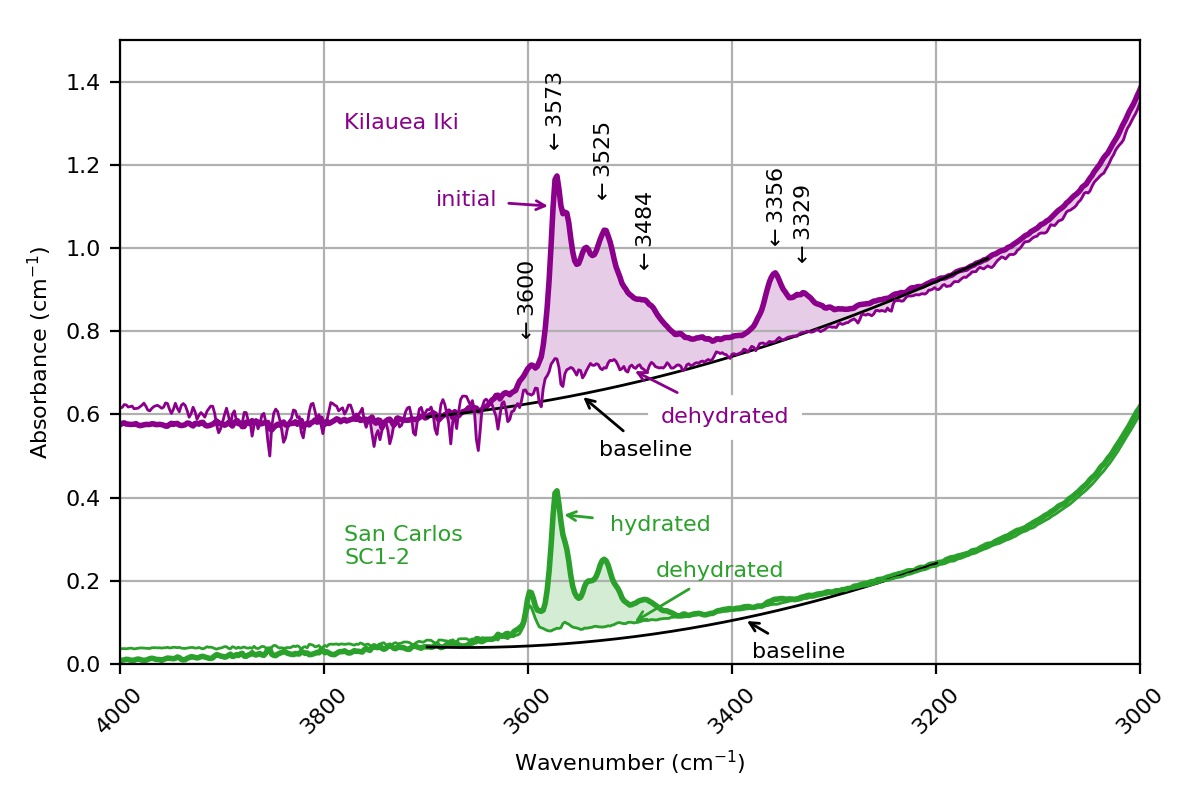 1.4
1.2
1.0
0.8
0.6
0.4
0.2
0.0
Absorbance (cm⁻¹)
Kilauea Iki
initial
←3573
←3525
←3484
←3600
←3356
←3329
dehydrated
baseline
San Carlos
SC1-2
hydrated
dehydrated
baseline
4000
3800
3600
3400
3200
3000
Wavenumber (cm⁻¹)